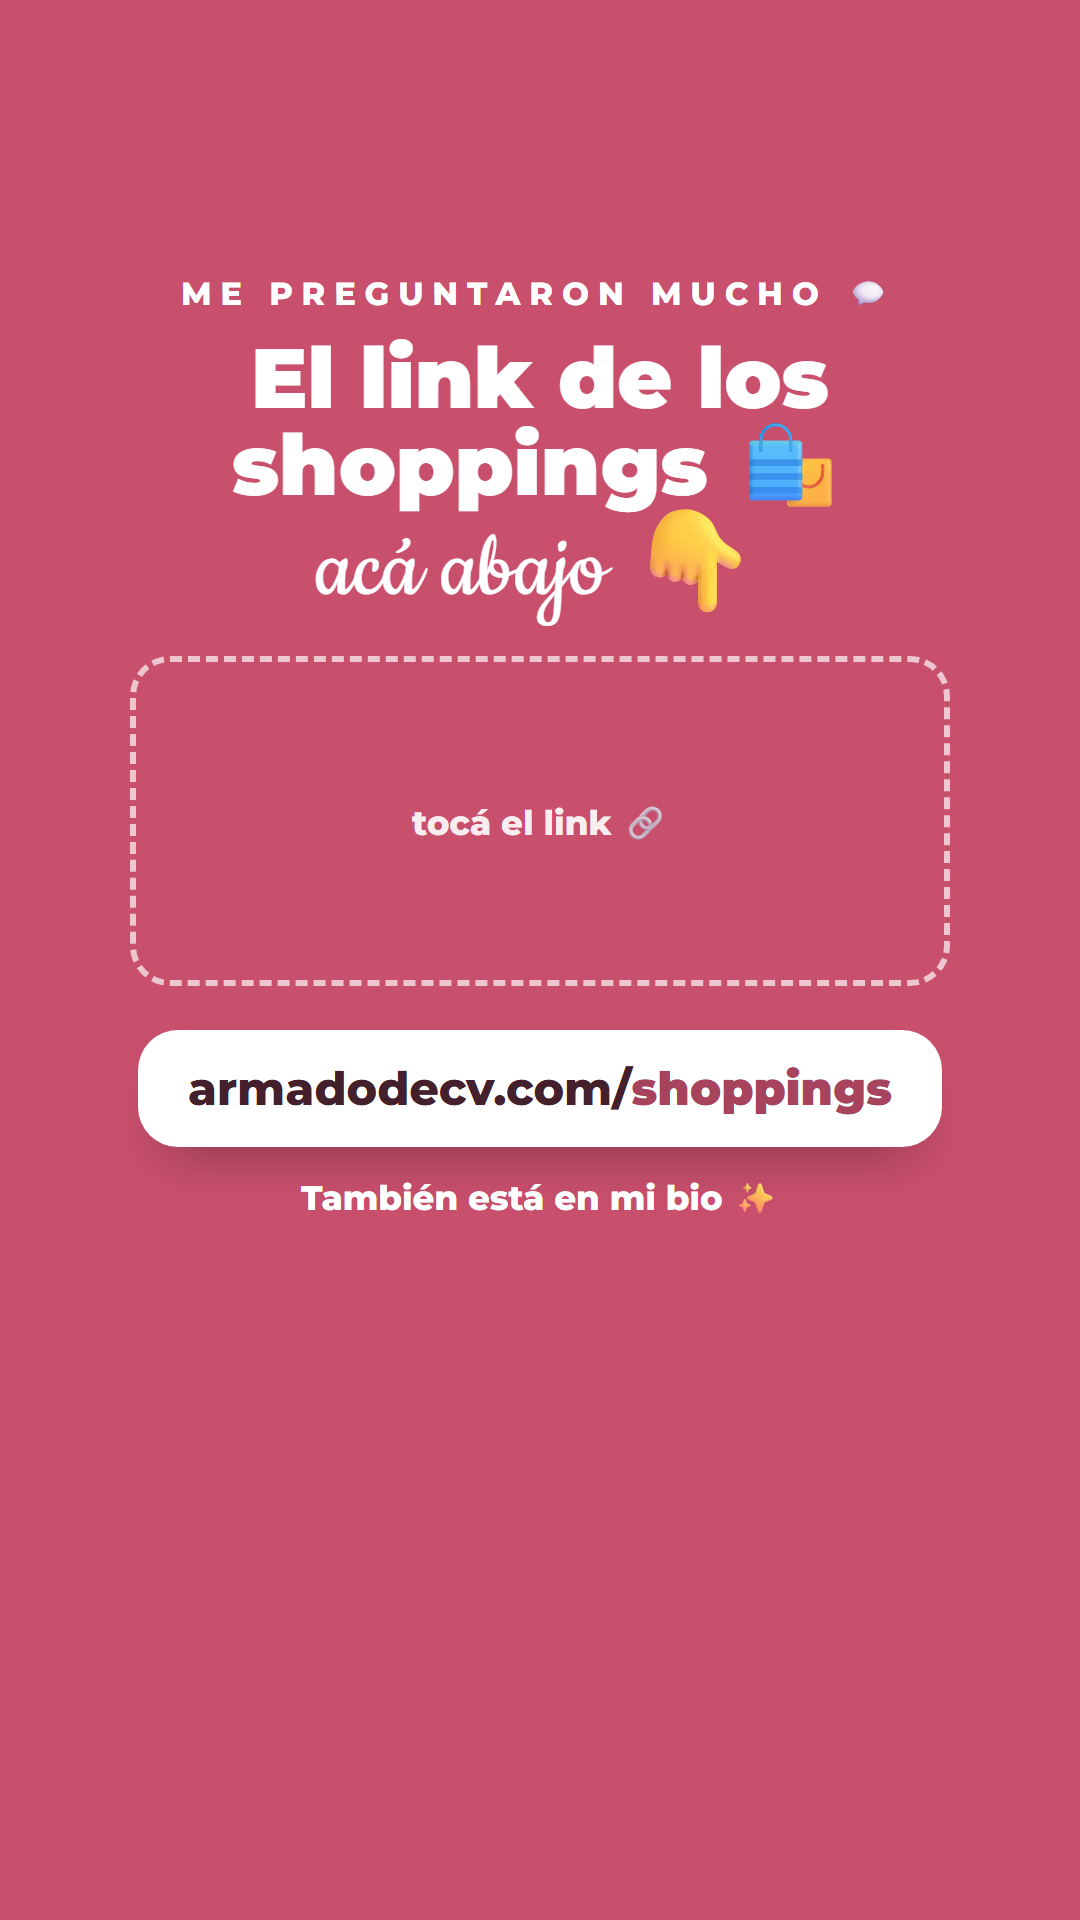 ME PREGUNTARON MUCHO 💬
El link de los
shoppings 🛍️
acá abajo 👇
tocá el link 🔗
armadodecv.com/shoppings
También está en mi bio ✨